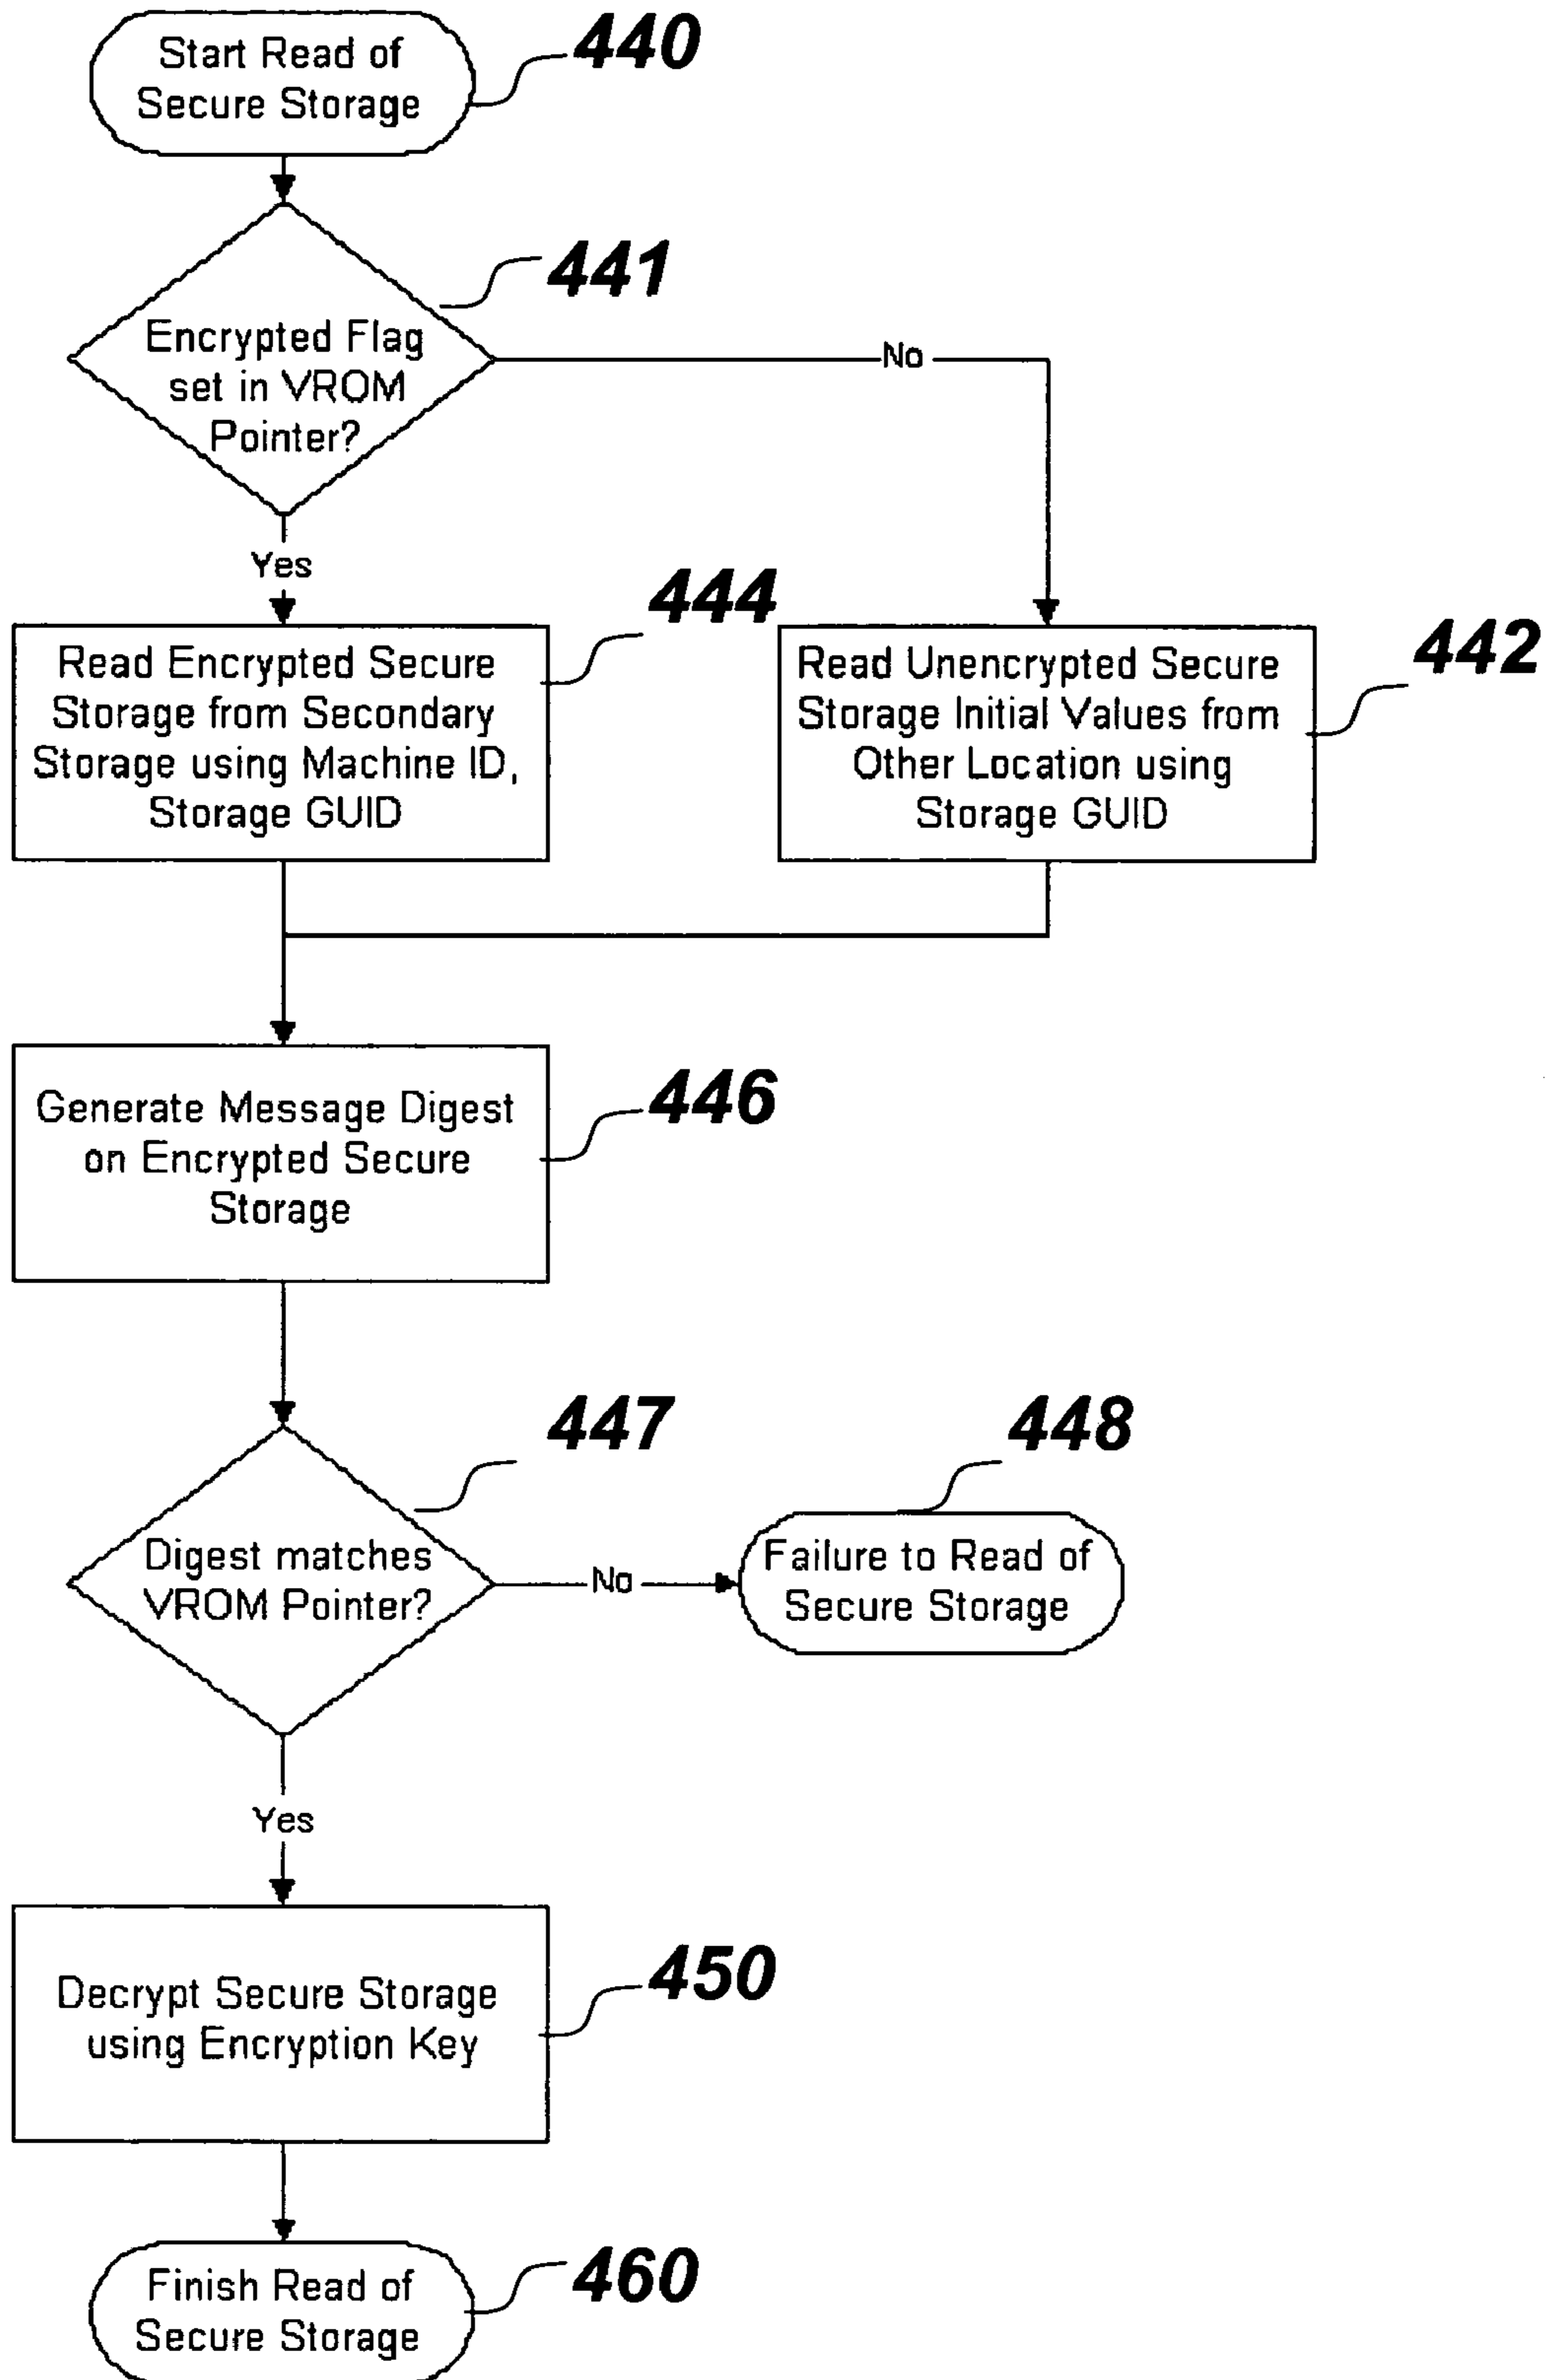 Start Read of
Secure Storage
440
441
Encrypted Flag
set in VROM
Pointer?
No
Yes
444
Read Encrypted Secure
Storage from Secondary
Storage using Machine ID,
Storage GUID
442
Read Unencrypted Secure
Storage Initial Values from
Other Location using
Storage GUID
446
Generate Message Digest
on Encrypted Secure
Storage
447
Digest matches
VROM Pointer?
No
448
Failure to Read of
Secure Storage
Yes
450
Decrypt Secure Storage
using Encryption Key
460
Finish Read of
Secure Storage